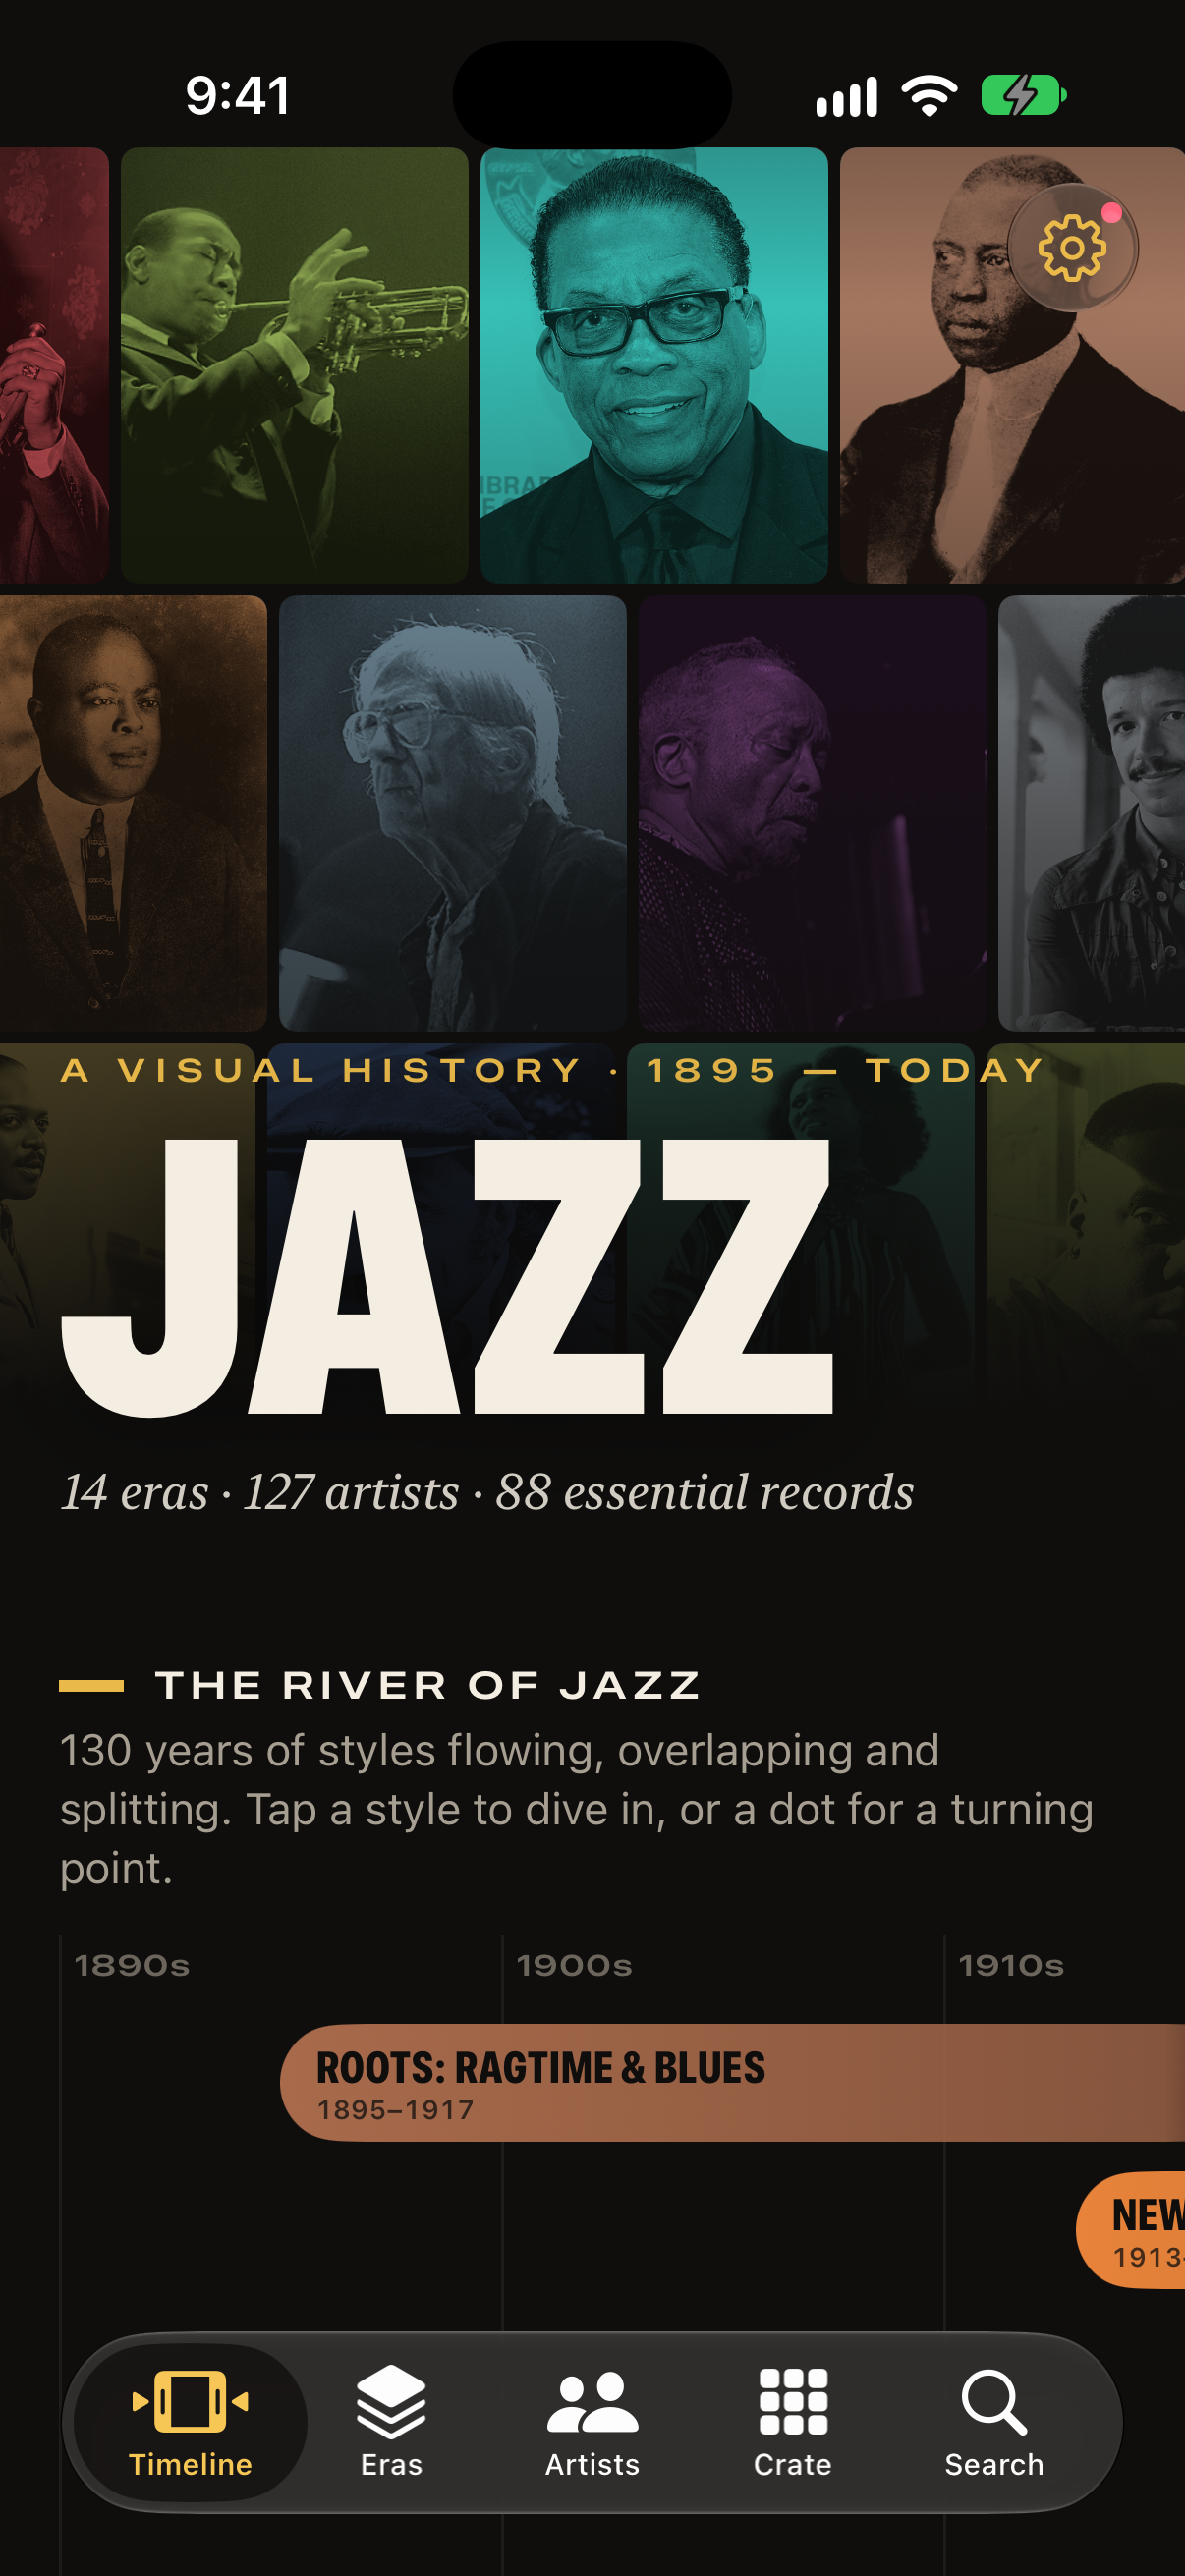 9:41
A VISUAL HISTORY · 1895 — TODAY
JAZZ
14 eras · 127 artists · 88 essential records
THE RIVER OF JAZZ
130 years of styles flowing, overlapping and
splitting. Tap a style to dive in, or a dot for a turning
point.
1890s 1900s 1910s
ROOTS: RAGTIME & BLUES
1895–1917
NEW
1913
Timeline Eras Artists Crate Search